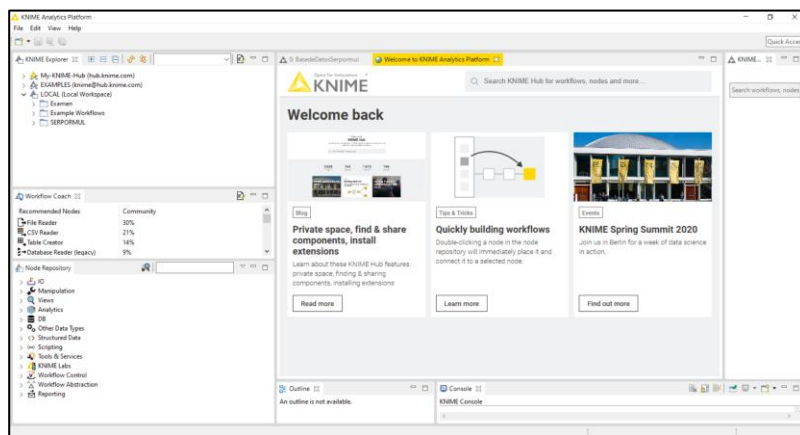 KNIME Analytics Platform
File Edit View Help
Quick Access
KNIME Explorer
My-KNIME-Hub (hub.knime.com)
EXAMPLES (knime@hub.knime.com)
LOCAL (Local Workspace)
Examen
Example Workflows
SERPORMUL
Workflow Coach
Recommended Nodes Community
File Reader 30%
CSV Reader 21%
Table Creator 14%
Database Reader (legacy) 9%
Node Repository
IO
Manipulation
Views
Analytics
DB
Other Data Types
Structured Data
Scripting
Tools & Services
KNIME Labs
Workflow Control
Workflow Abstraction
Reporting
Welcome to KNIME Analytics Platform
Open for Innovation
KNIME
Search KNIME Hub for workflows, nodes and more...
Welcome back
Blog
Private space, find & share
components, install
extensions
Learn about these KNIME Hub features
private space, finding & sharing
components, installing extensions
Read more
Tips & Tricks
Quickly building workflows
Double-clicking a node in the node
repository will immediately place it and
connect it to a selected node.
Learn more
Events
KNIME Spring Summit 2020
Join us in Berlin for a week of data science
in action.
Find out more
Outline
An outline is not available.
Console
KNIME Console
KNIME...
Search workflows, nodes